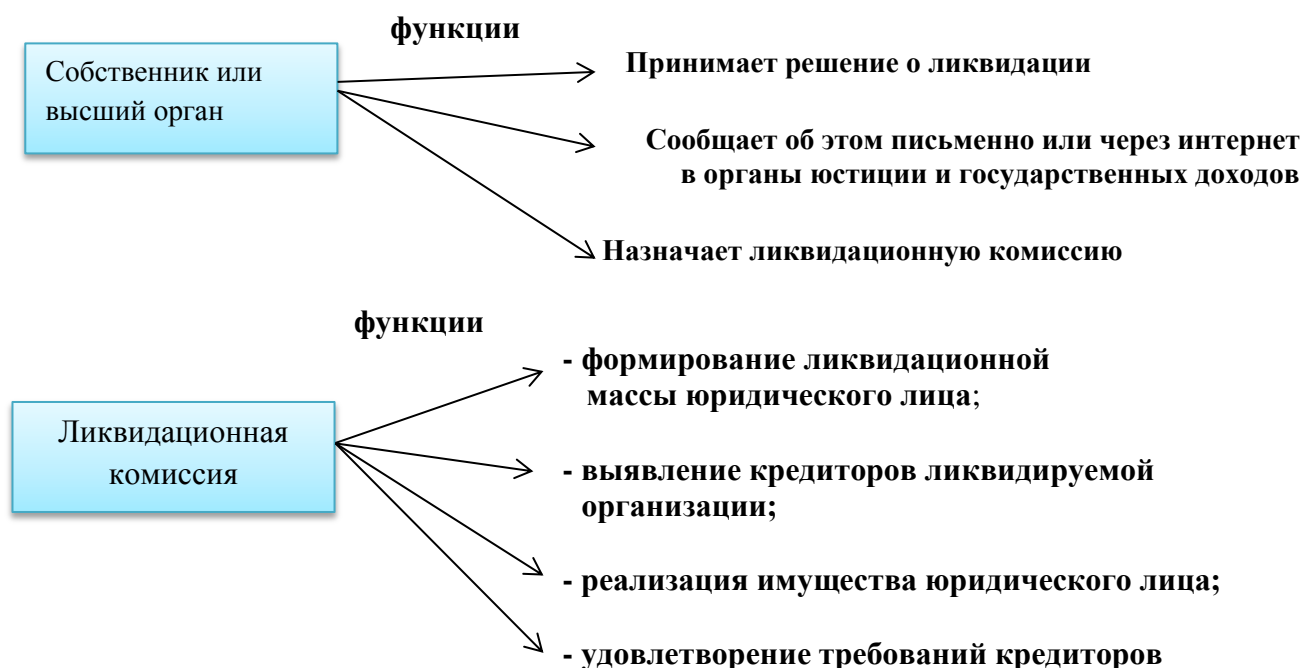 функции
Собственник или
высший орган
Принимает решение о ликвидации
Сообщает об этом письменно или через интернет
в органы юстиции и государственных доходов
Назначает ликвидационную комиссию
функции
Ликвидационная
комиссия
- формирование ликвидационной
массы юридического лица;
- выявление кредиторов ликвидируемой
организации;
- реализация имущества юридического лица;
- удовлетворение требований кредиторов